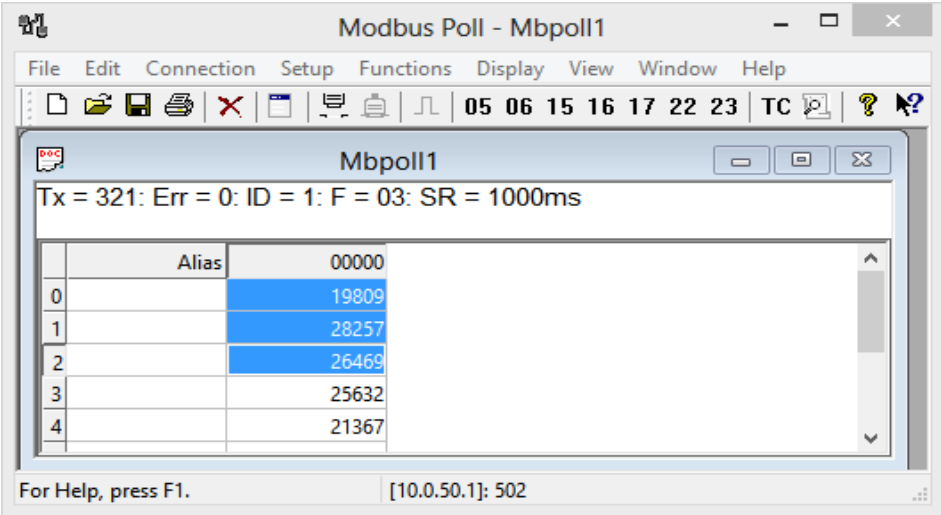 Modbus Poll - Mbpoll1
File Edit Connection Setup Functions Display View Window Help
05 06 15 16 17 22 23 TC
Mbpoll1
Tx = 321: Err = 0: ID = 1: F = 03: SR = 1000ms
Alias 00000
0 19809
1 28257
2 26469
3 25632
4 21367
For Help, press F1. [10.0.50.1]: 502